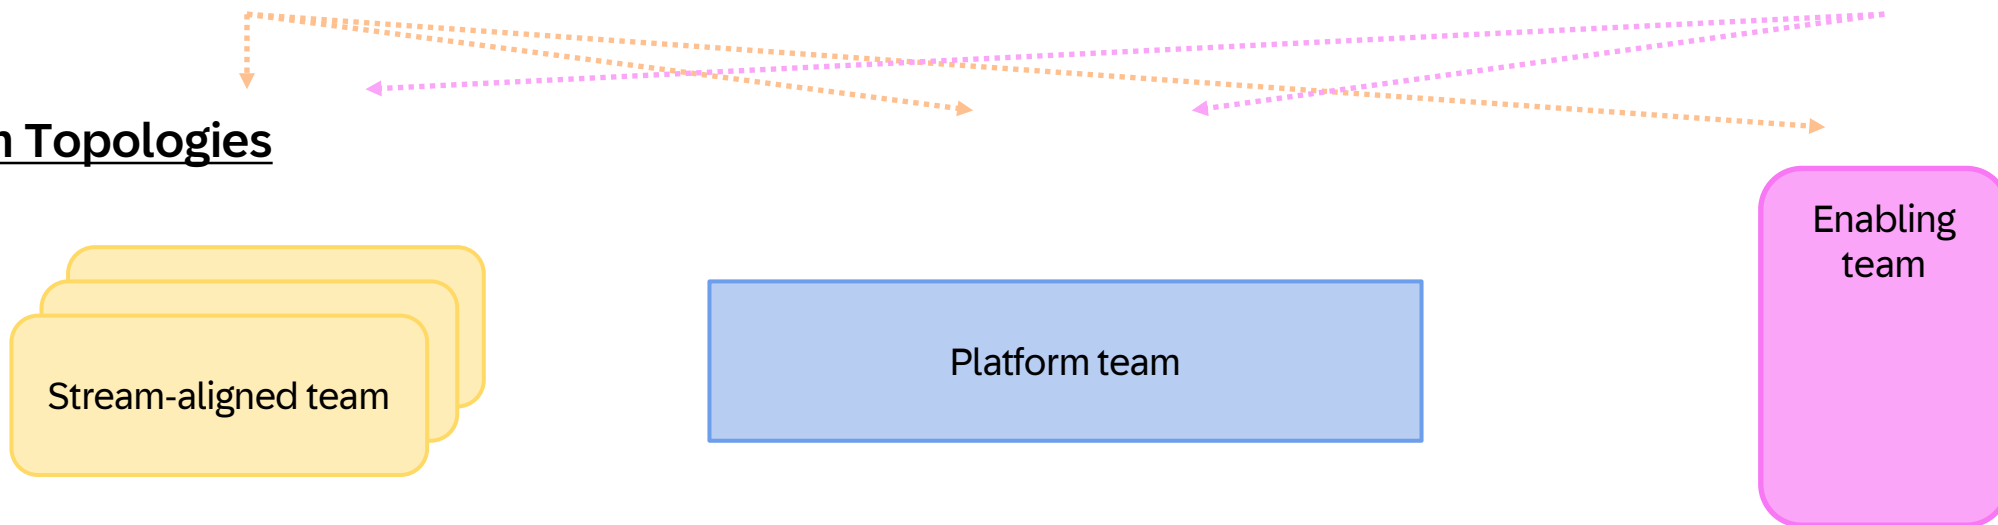 Topologies
Enabling
team
Platform team
Stream-aligned team